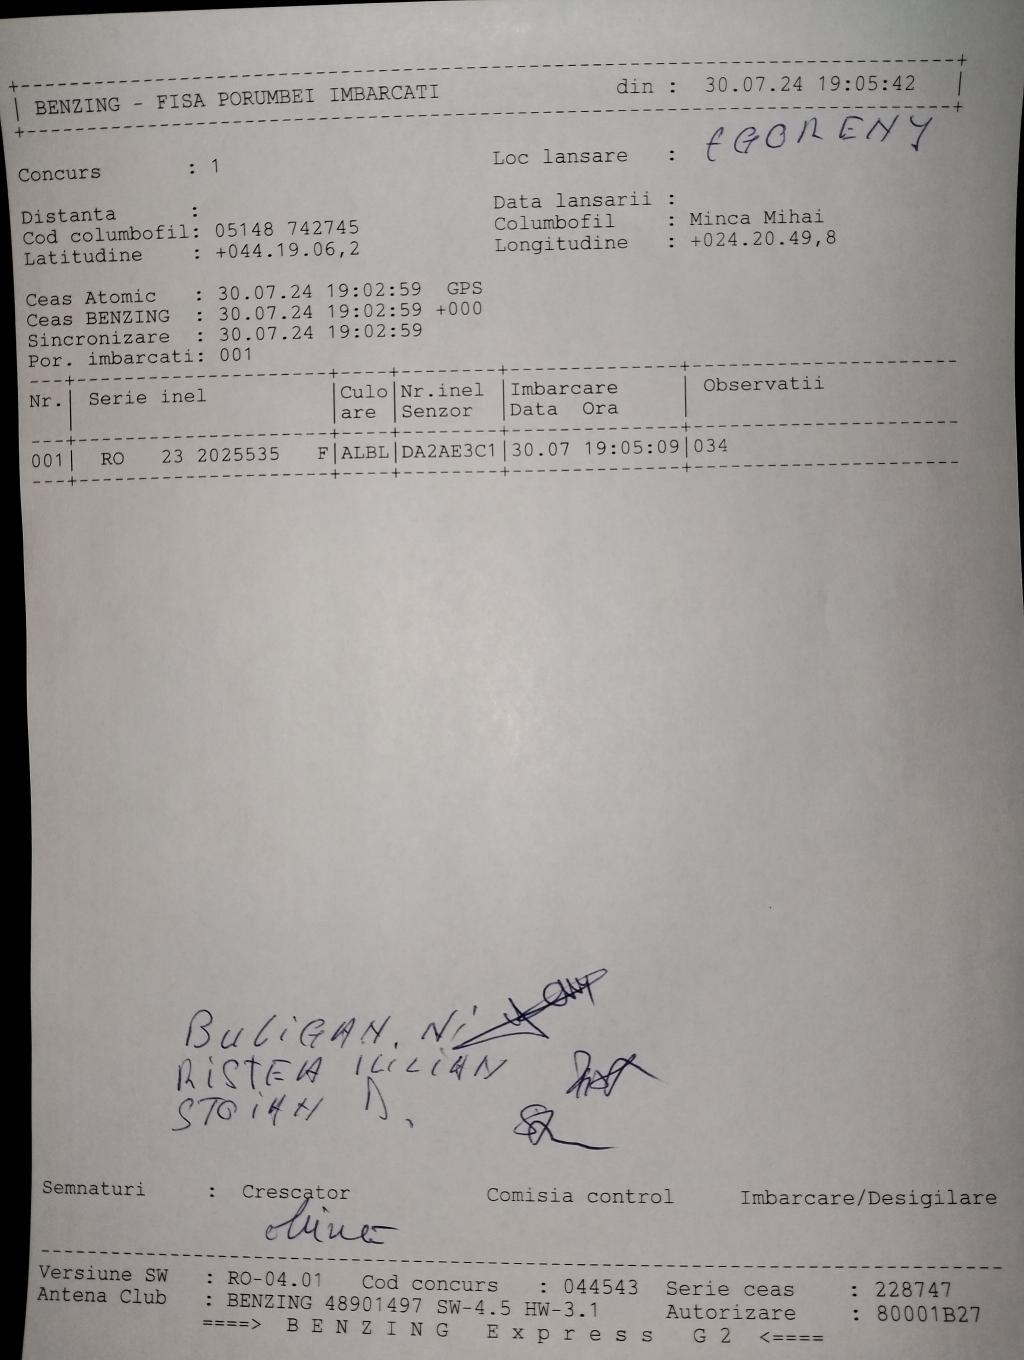 BENZING - FISA PORUMBEI IMBARCATI din : 30.07.24 19:05:42
Concurs : 1 Loc lansare : EGORENY
Distanta : Data lansarii :
Cod columbofil: 05148 742745 Columbofil : Minca Mihai
Latitudine : +044.19.06,2 Longitudine : +024.20.49,8
Ceas Atomic : 30.07.24 19:02:59 GPS
Ceas BENZING : 30.07.24 19:02:59 +000
Sincronizare : 30.07.24 19:02:59
Por. imbarcati: 001
Nr.| Serie inel |Culo|Nr.inel |Imbarcare | Observatii
| |are |Senzor |Data Ora |
001| RO 23 2025535 F|ALBL|DA2AE3C1|30.07 19:05:09|034
BULIGAN. Ni
RISTEA ILILIAN
STOIAN D.
Semnaturi : Crescator Comisia control Imbarcare/Desigilare
Versiune SW : RO-04.01 Cod concurs : 044543 Serie ceas : 228747
Antena Club : BENZING 48901497 SW-4.5 HW-3.1 Autorizare : 80001B27
====> B E N Z I N G E x p r e s s G 2 <====